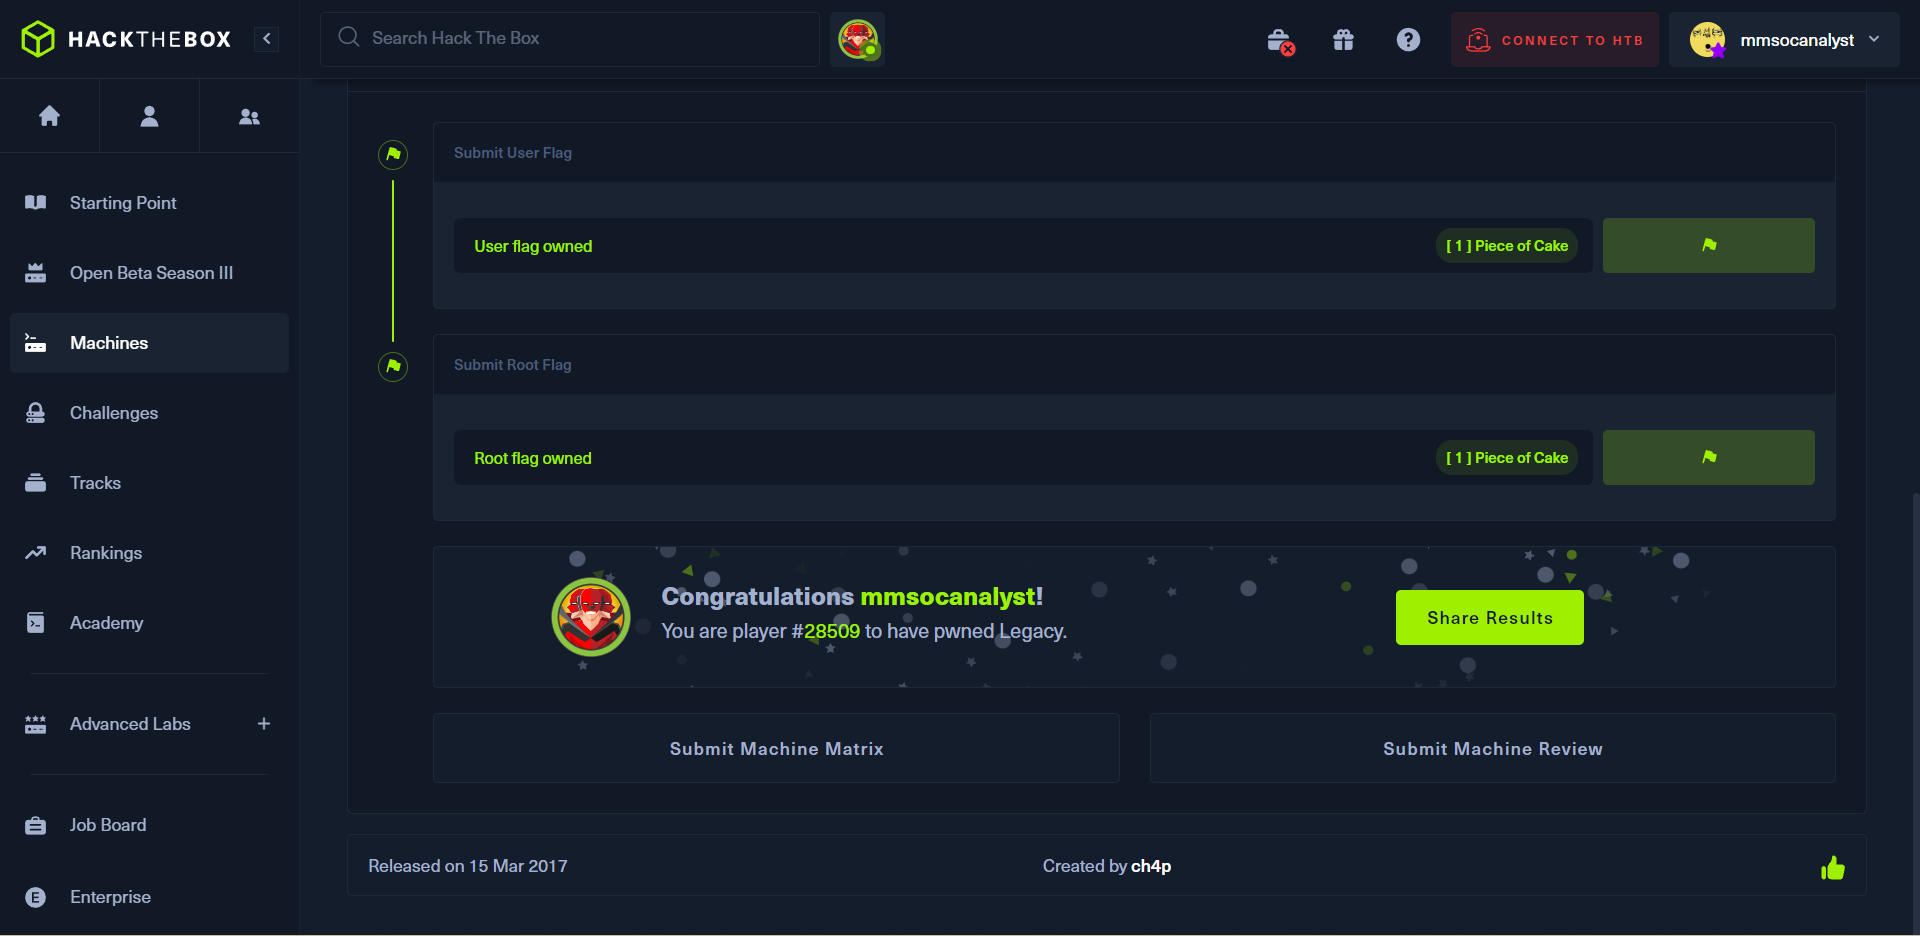 HACKTHEBOX
Search Hack The Box
CONNECT TO HTB
mmsocanalyst
Starting Point
Open Beta Season III
Machines
Challenges
Tracks
Rankings
Academy
Advanced Labs
Job Board
E Enterprise
Submit User Flag
User flag owned
[ 1 ] Piece of Cake
Submit Root Flag
Root flag owned
[ 1 ] Piece of Cake
Congratulations mmsocanalyst!
You are player #28509 to have pwned Legacy.
Share Results
Submit Machine Matrix
Submit Machine Review
Released on 15 Mar 2017
Created by ch4p